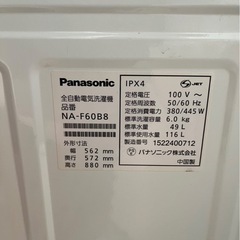 Panasonic
全自動電気洗濯機
品番
NA-F60B8
外形寸法
幅 562 mm
奥行 572 mm
高さ 880 mm
IPX4
JET
定格電圧 100 V〜
定格周波数 50/60 Hz
定格消費電力 380/445 W
標準洗濯容量 6.0 kg
標準水量 49 L
標準使用水量 116 L
製造番号 1522400712
パナソニック株式会社
中国製